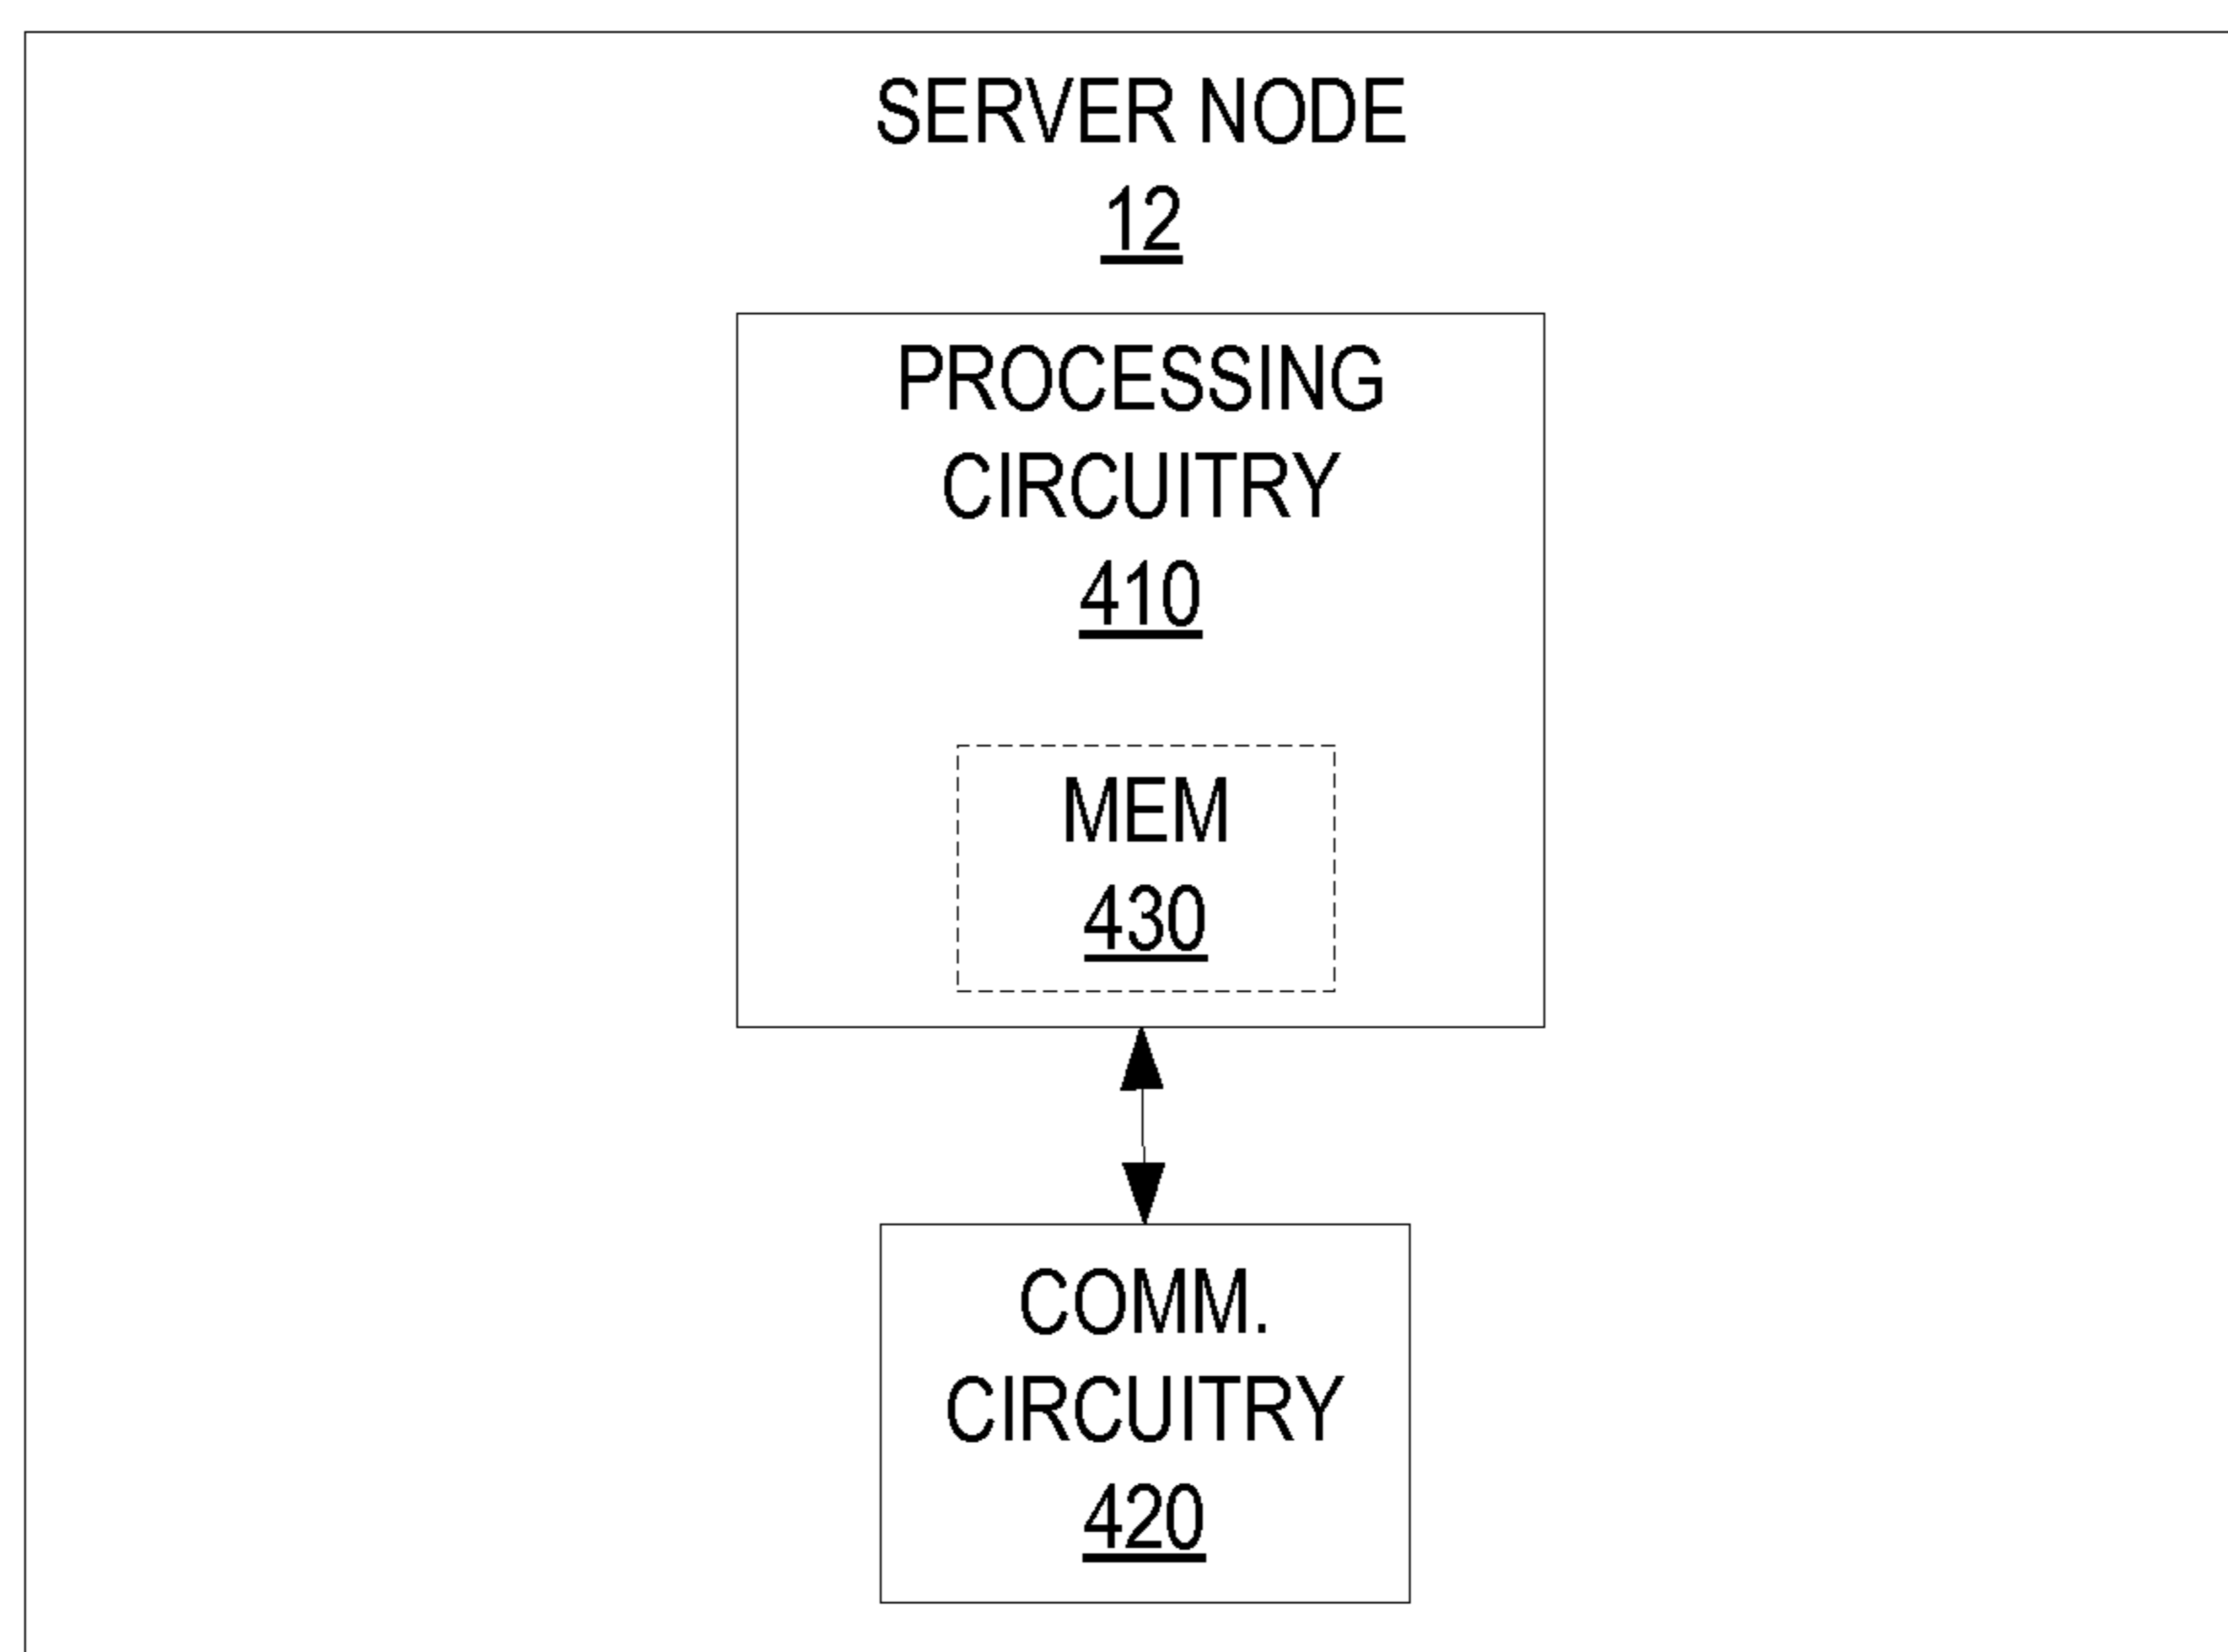 SERVER NODE
12
PROCESSING
CIRCUITRY
410
MEM
430
COMM.
CIRCUITRY
420